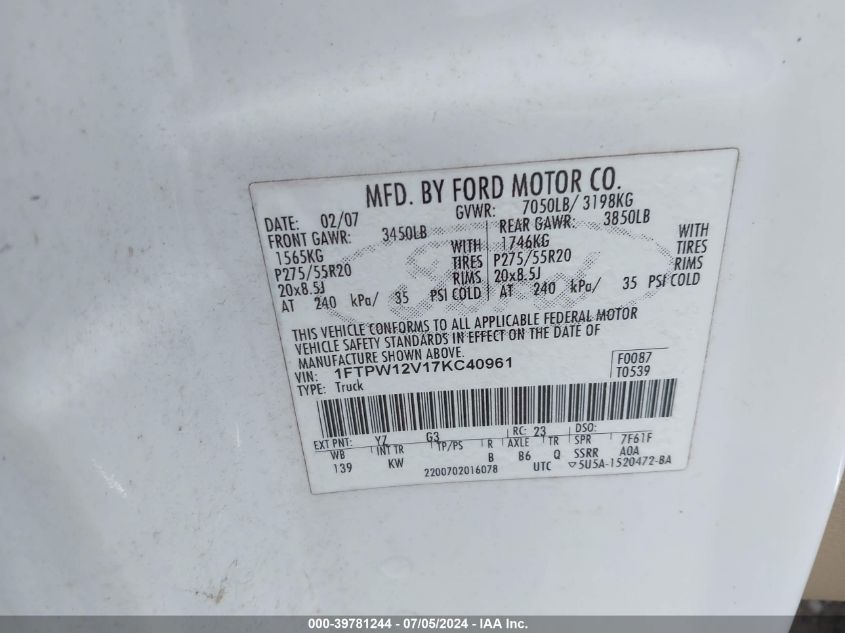 MFD. BY FORD MOTOR CO.
DATE: 02/07 GVWR: 7050LB/ 3198KG
FRONT GAWR: 3450LB REAR GAWR: 3850LB
1565KG WITH 1746KG WITH
P275/55R20 TIRES P275/55R20 TIRES
20x8.5J RIMS 20x8.5J RIMS
AT 240 kPa/ 35 PSI COLD AT 240 kPa/ 35 PSI COLD
THIS VEHICLE CONFORMS TO ALL APPLICABLE FEDERAL MOTOR
VEHICLE SAFETY STANDARDS IN EFFECT ON THE DATE OF
MANUFACTURE SHOWN ABOVE.
VIN: 1FTPW12V17KC40961 F0087
TYPE: Truck T0539
EXT PNT: YZ G3 RC: 23 DSO:
WB INT TR TP/PS R AXLE TR SPR 7F61F
139 KW B B6 Q SSRR A0A
2200702016078 UTC ▽5U5A-1520472-BA
000-39781244 - 07/05/2024 - IAA Inc.